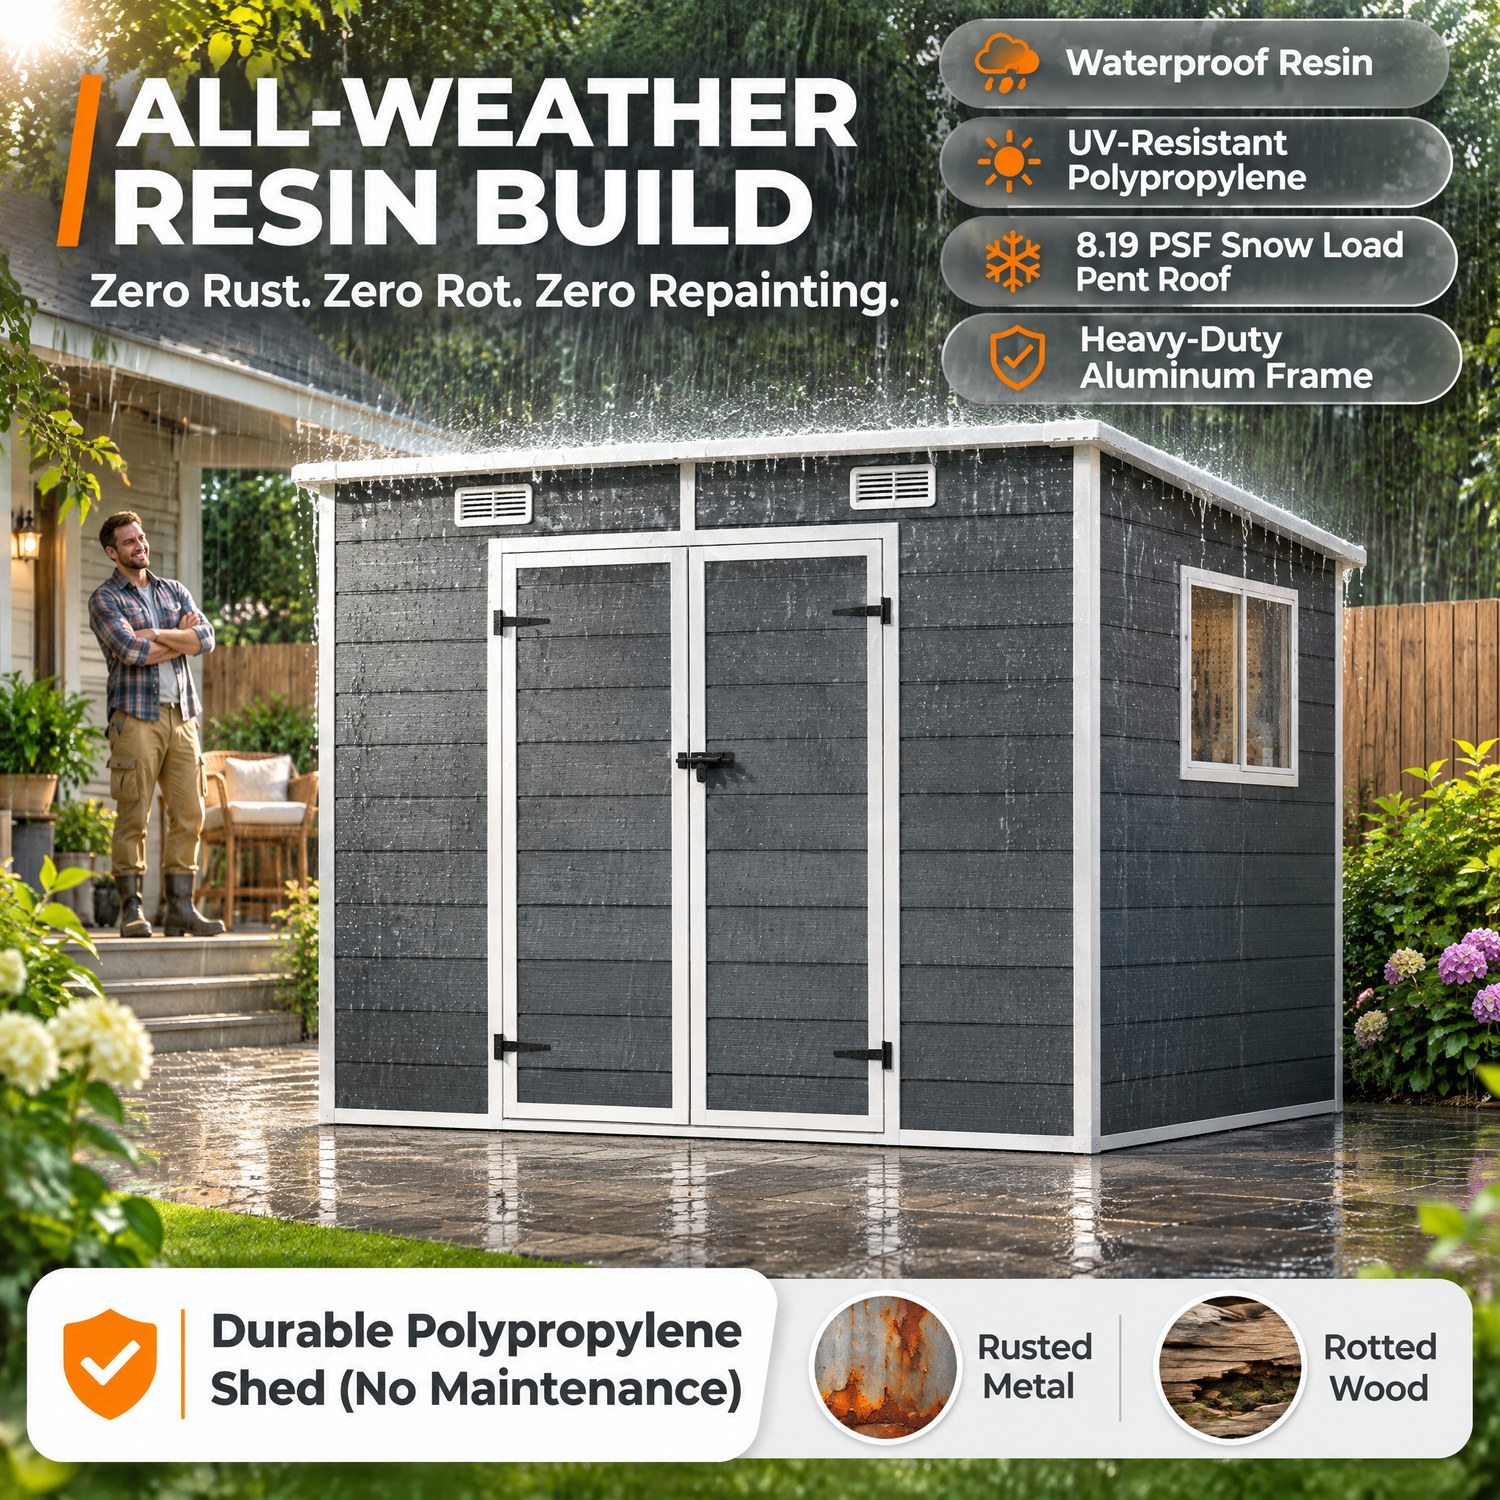 ALL-WEATHER
RESIN BUILD
Zero Rust. Zero Rot. Zero Repainting.
Waterproof Resin
UV-Resistant
Polypropylene
8.19 PSF Snow Load
Pent Roof
Heavy-Duty
Aluminum Frame
Durable Polypropylene
Shed (No Maintenance)
Rusted
Metal
Rotted
Wood